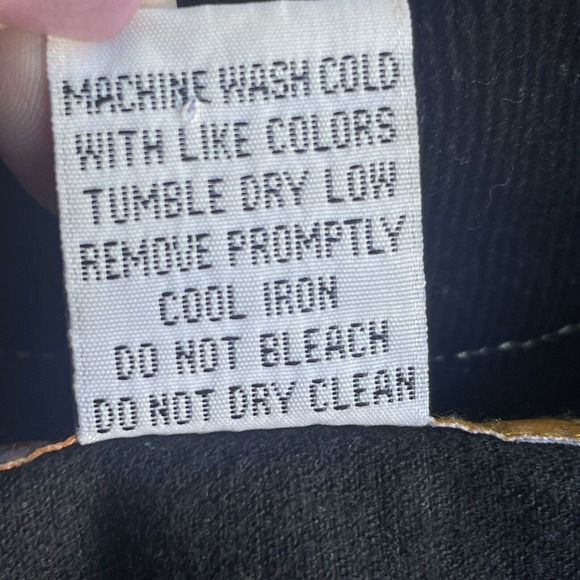 MACHINE WASH COLD
WITH LIKE COLORS
TUMBLE DRY LOW
REMOVE PROMPTLY
COOL IRON
DO NOT BLEACH
DO NOT DRY CLEAN